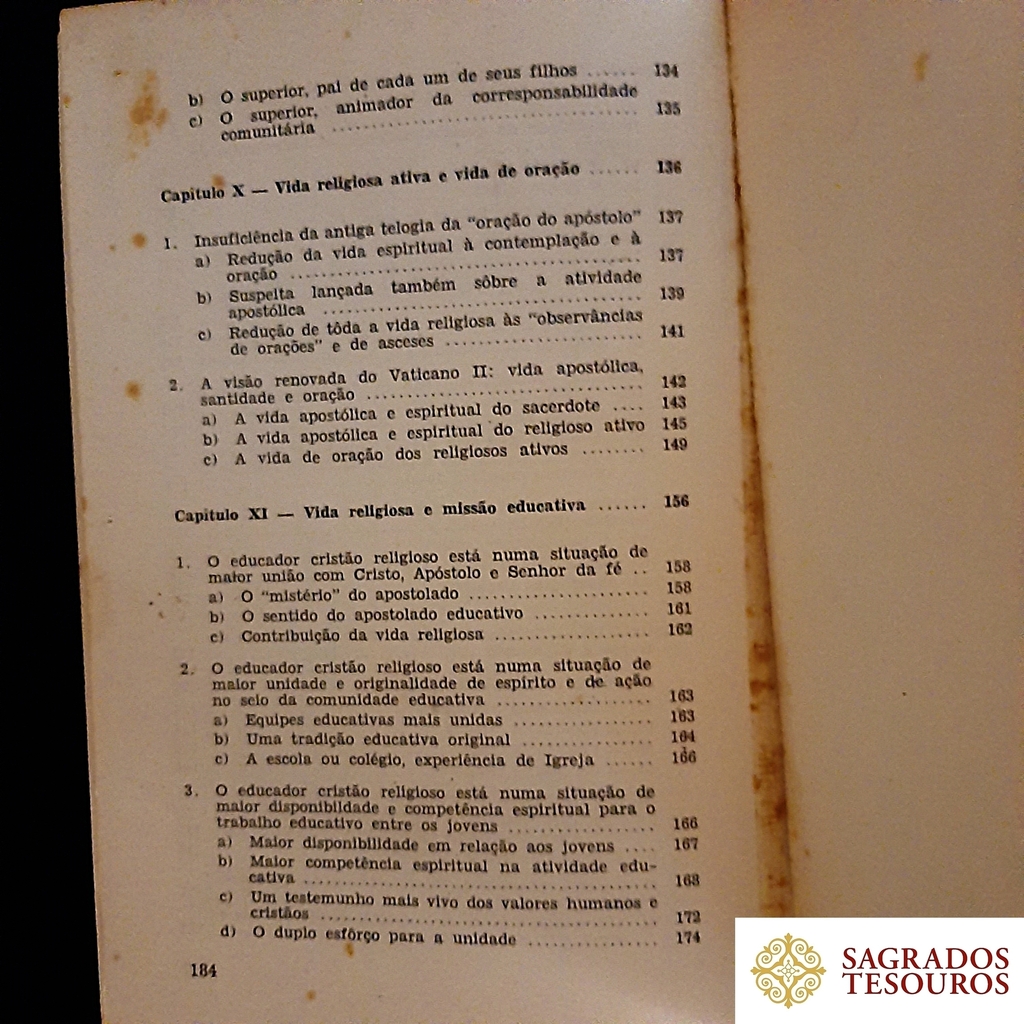 b) O superior, pai de cada um de seus filhos ...... 134
c) O superior, animador da corresponsabilidade
comunitária .................................. 135
Capítulo X — Vida religiosa ativa e vida de oração ...... 136
1. Insuficiência da antiga telogia da "oração do apóstolo" 137
a) Redução da vida espiritual à contemplação e à
oração ........................................ 137
b) Suspeita lançada também sôbre a atividade
apostólica .................................... 139
c) Redução de tôda a vida religiosa às "observâncias
de orações" e de asceses ...................... 141
2. A visão renovada do Vaticano II: vida apostólica,
santidade e oração ............................... 142
a) A vida apostólica e espiritual do sacerdote .... 143
b) A vida apostólica e espiritual do religioso ativo 145
c) A vida de oração dos religiosos ativos ........ 149
Capítulo XI — Vida religiosa e missão educativa ...... 156
1. O educador cristão religioso está numa situação de
maior união com Cristo, Apóstolo e Senhor da fé .. 158
a) O "mistério" do apostolado ...................... 158
b) O sentido do apostolado educativo .............. 161
c) Contribuição da vida religiosa ................... 162
2. O educador cristão religioso está numa situação de
maior unidade e originalidade de espírito e de ação
no seio da comunidade educativa ................... 163
a) Equipes educativas mais unidas ................. 163
b) Uma tradição educativa original ................ 164
c) A escola ou colégio, experiência de Igreja ...... 166
3. O educador cristão religioso está numa situação de
maior disponibildade e competência espiritual para o
trabalho educativo entre os jovens .................. 166
a) Maior disponibilidade em relação aos jovens .... 167
b) Maior competência espiritual na atividade edu-
cativa ........................................... 168
c) Um testemunho mais vivo dos valores humanos e
cristãos ......................................... 172
d) O duplo esfôrço para a unidade ................ 174
184
SAGRADOS
TESOUROS